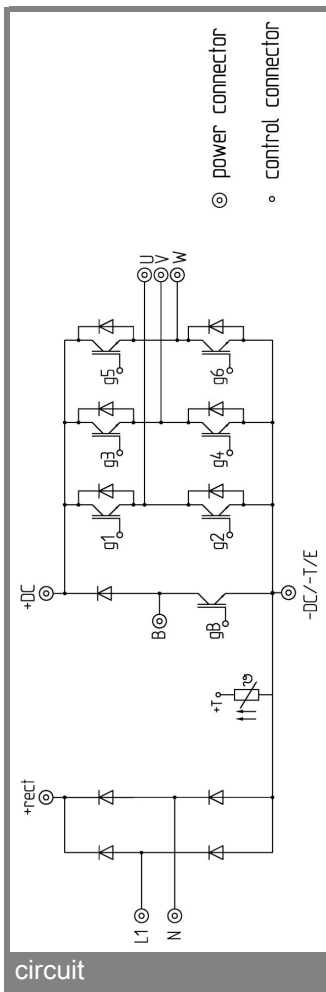 power connector
control connector
+rect
+DC
L1
N
+T
ϑ
B
gB
g1
g3
g5
g2
g4
g6
U
V
W
-DC/-T/E
circuit